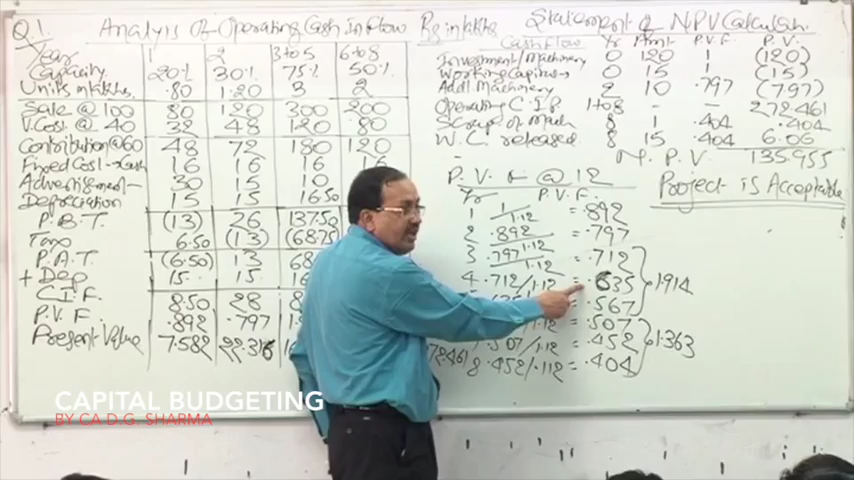 Q.1. Analysis of Operating Cash Inflow Rs in lakhs
Year 1 2 3 to 5 6 to 8
Capacity 20% 30% 75% 50%
Units in lakhs .80 1.20 3 2
Sale @ 100 80 120 300 200
V. Cost @ 40 32 48 120 80
Contribution @ 60 48 72 180 120
Fixed Cost → Cash 16 16 16 16
Advertisment - 30 15 10
Depreciation 15 15 16.50
P.B.T. (13) 26 137.50
Tax 6.50 (13) (68.75
P.A.T. (6.50) 13 68
+ Dep 15 15
C.I.F. 8.50 28
P.V.F. .892 .797
Present Value 7.582 22.316
Statement of NPV Calculation
Cashflow Yr Amt P.V.F. P.V.
Investment/Machinery 0 120 1 (120)
Working Capital 0 15 1 (15)
Addl Machinery 2 10 .797 (7.97)
Operating C.I.F 1 to 8 - - 272.461
Scrap of Mach 8 1 .404 .404
W.C. released 8 15 .404 6.06
N.P.V. 135.955
Project is Acceptable
P.V.F @ 12
Yr P.V.F.
1 1/1.12 = .892
2 .892/1.12 = .797
3 .797/1.12 = .712
4 .712/1.12 = .635
= .567
1.914
/1.12 = .507
.507/1.12 = .452
8 .452/.112 = .404
1.363
CAPITAL BUDGETING
BY CA D.G. SHARMA